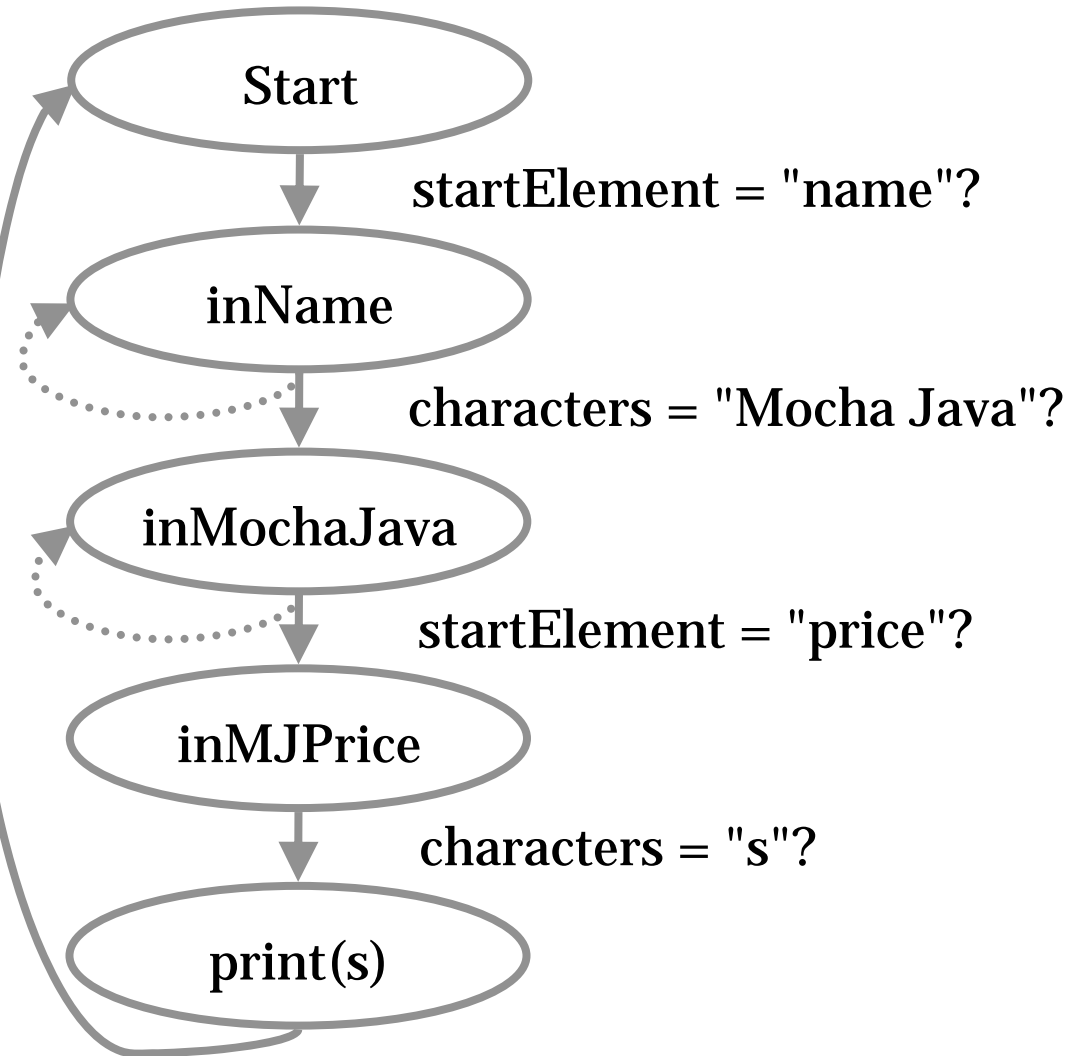 Start
startElement = "name"?
inName
characters = "Mocha Java"?
inMochaJava
startElement = "price"?
inMJPrice
characters = "s"?
print(s)